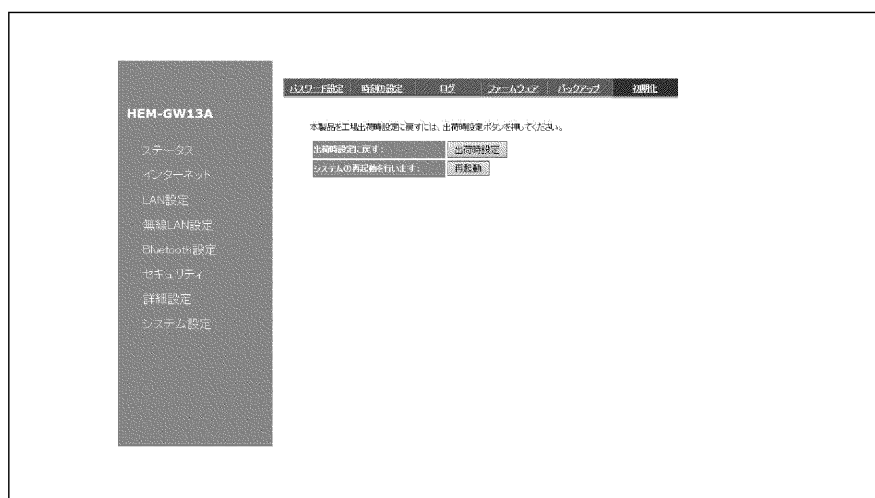 パスワード設定 時刻の設定 ログ ファームウェア バックアップ 初期化
HEM-GW13A
本製品を工場出荷時設定に戻すには、出荷時設定ボタンを押してください。
出荷時設定に戻す： 出荷時設定
システムの再起動を行います： 再起動
ステータス
インターネット
LAN設定
無線LAN設定
Bluetooth設定
セキュリティ
詳細設定
システム設定